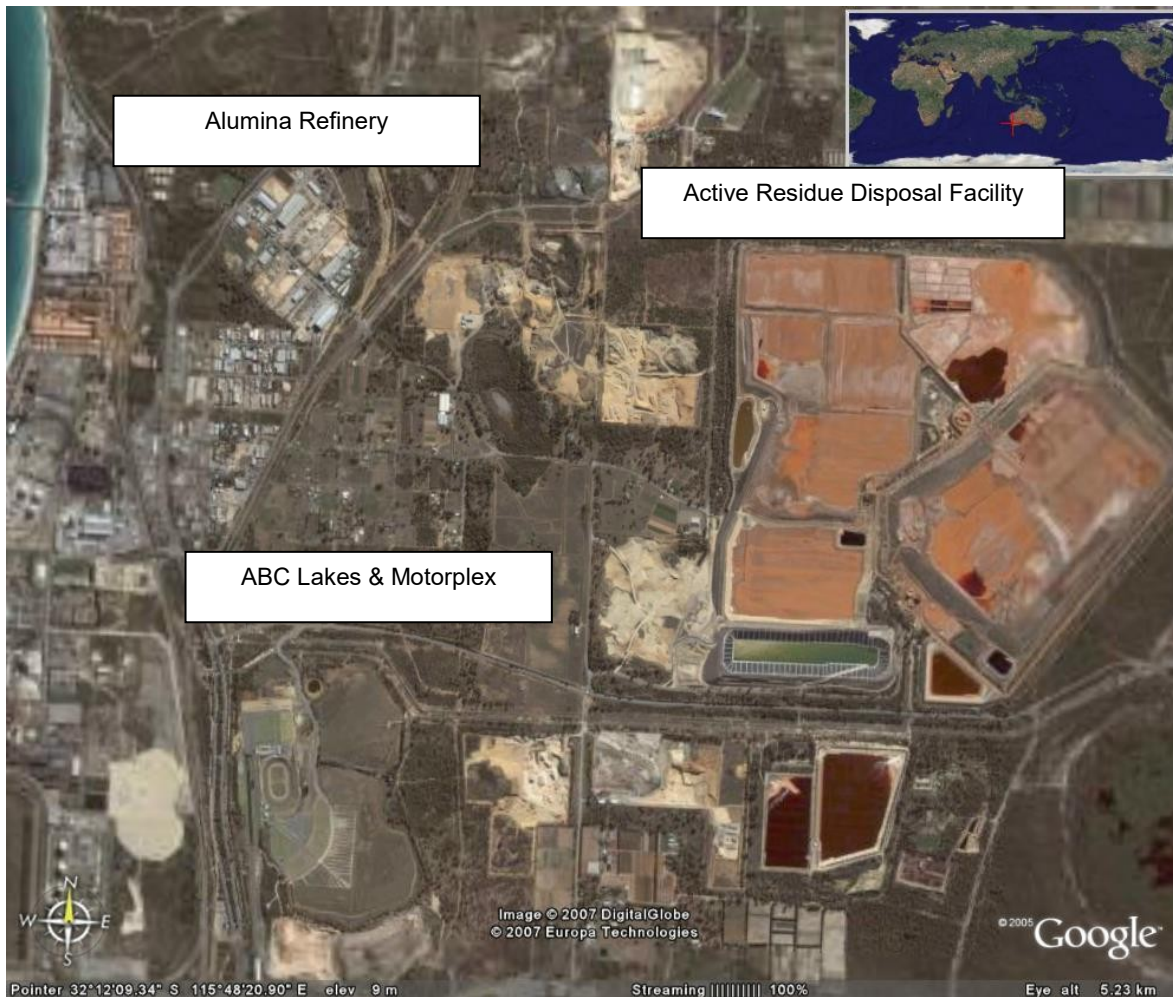 Alumina Refinery
Active Residue Disposal Facility
ABC Lakes & Motorplex
N
W E
S
Image © 2007 DigitalGlobe
© 2007 Europa Technologies
© 2005 Google™
Pointer 32°12'09.34" S 115°48'20.90" E elev 9 m Streaming |||||||||| 100% Eye alt 5.23 km